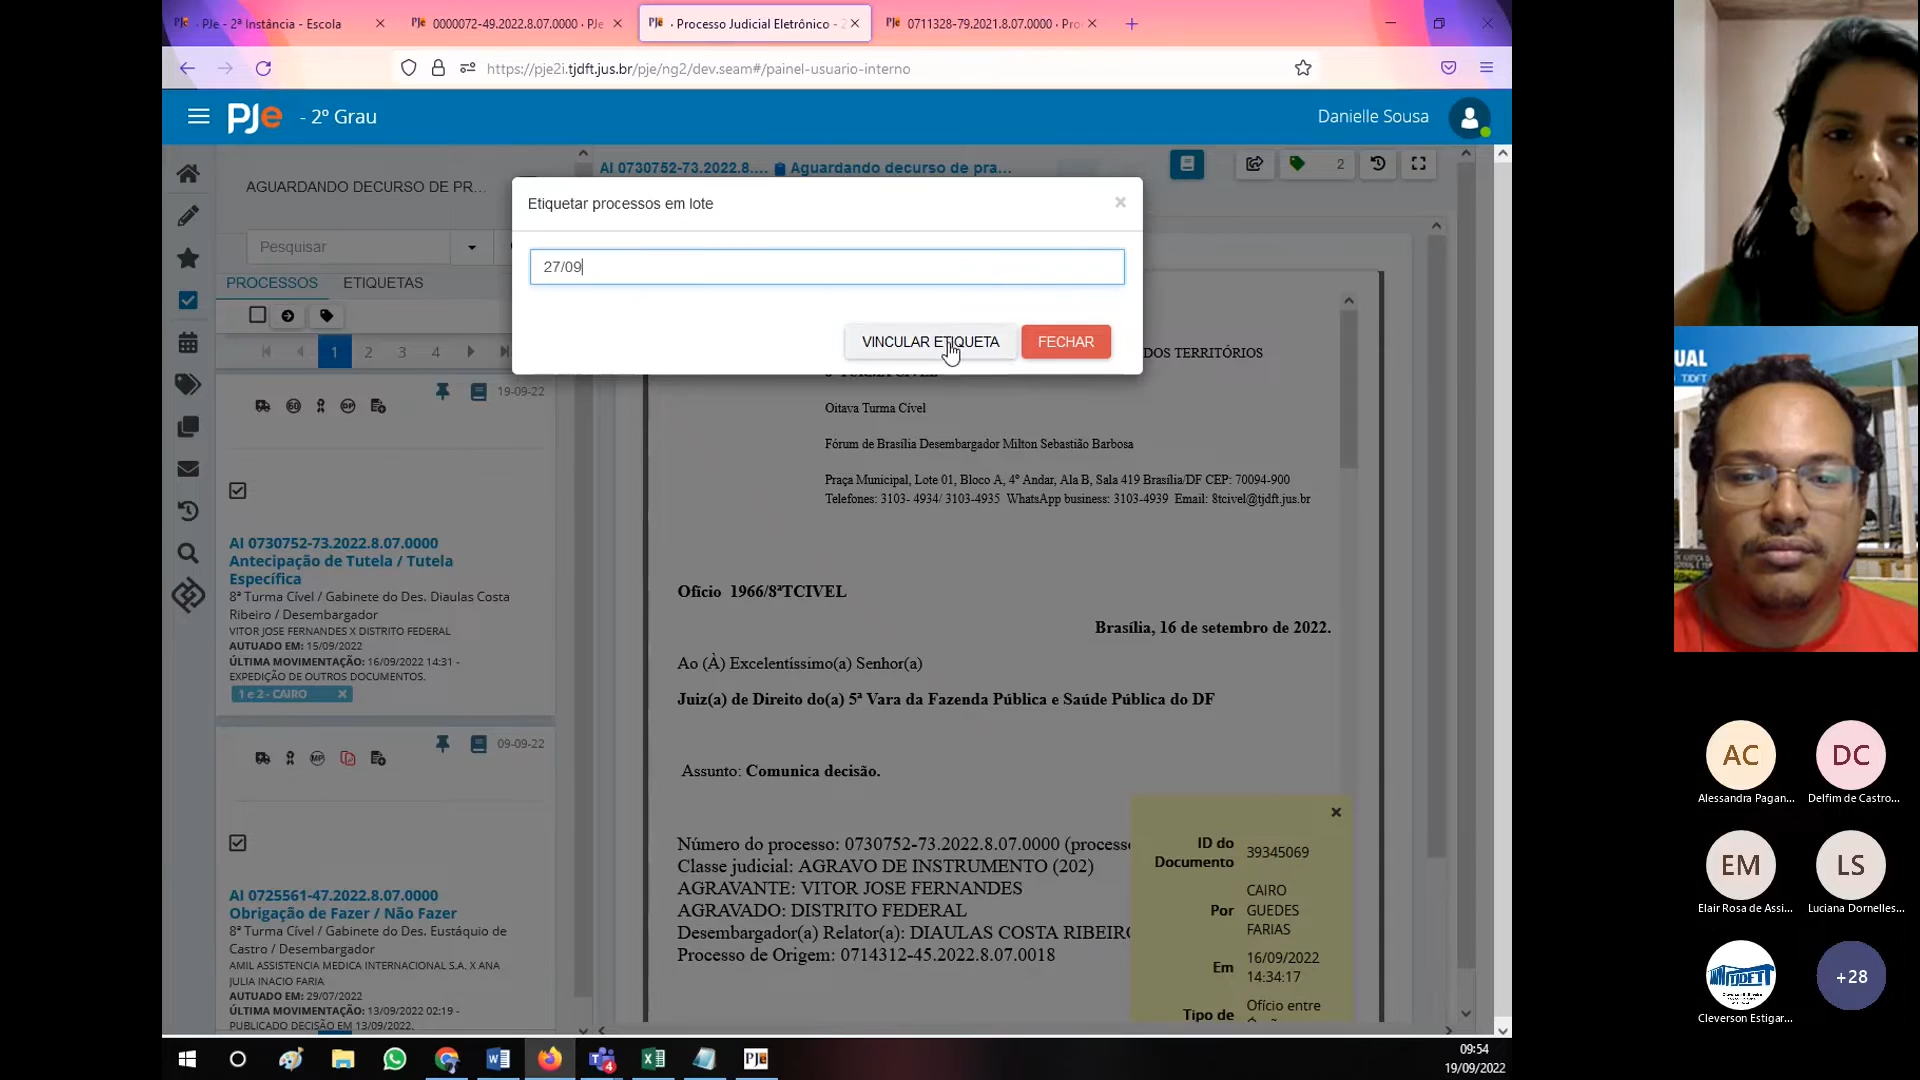 PJe - 2ª Instância - Escola
0000072-49.2022.8.07.0000 · PJe
· Processo Judicial Eletrônico - 2
0711328-79.2021.8.07.0000 · Pro
https://pje2i.tjdft.jus.br/pje/ng2/dev.seam#/painel-usuario-interno
PJe - 2º Grau
Danielle Sousa
AGUARDANDO DECURSO DE PR...
AI 0730752-73.2022.8.... Aguardando decurso de pra...
2
Etiquetar processos em lote
×
27/09
VINCULAR ETIQUETA
FECHAR
Pesquisar
PROCESSOS
ETIQUETAS
1 2 3 4
19-09-22
AI 0730752-73.2022.8.07.0000
Antecipação de Tutela / Tutela
Específica
8ª Turma Cível / Gabinete do Des. Diaulas Costa
Ribeiro / Desembargador
VITOR JOSE FERNANDES X DISTRITO FEDERAL
AUTUADO EM: 15/09/2022
ÚLTIMA MOVIMENTAÇÃO: 16/09/2022 14:31 -
EXPEDIÇÃO DE OUTROS DOCUMENTOS.
1 e 2 - CAIRO
09-09-22
AI 0725561-47.2022.8.07.0000
Obrigação de Fazer / Não Fazer
8ª Turma Cível / Gabinete do Des. Eustáquio de
Castro / Desembargador
AMIL ASSISTENCIA MEDICA INTERNACIONAL S.A. X ANA
JULIA INACIO FARIA
AUTUADO EM: 29/07/2022
ÚLTIMA MOVIMENTAÇÃO: 13/09/2022 02:19 -
PUBLICADO DECISÃO EM 13/09/2022.
DOS TERRITÓRIOS
Oitava Turma Cível
Fórum de Brasília Desembargador Milton Sebastião Barbosa
Praça Municipal, Lote 01, Bloco A, 4º Andar, Ala B, Sala 419 Brasília/DF CEP: 70094-900
Telefones: 3103- 4934/ 3103-4935 WhatsApp business: 3103-4939 Email: 8tcivel@tjdft.jus.br
Ofício 1966/8ªTCIVEL
Brasília, 16 de setembro de 2022.
Ao (À) Excelentíssimo(a) Senhor(a)
Juiz(a) de Direito do(a) 5ª Vara da Fazenda Pública e Saúde Pública do DF
Assunto: Comunica decisão.
Número do processo: 0730752-73.2022.8.07.0000 (processo
Classe judicial: AGRAVO DE INSTRUMENTO (202)
AGRAVANTE: VITOR JOSE FERNANDES
AGRAVADO: DISTRITO FEDERAL
Desembargador(a) Relator(a): DIAULAS COSTA RIBEIRO
Processo de Origem: 0714312-45.2022.8.07.0018
ID do
Documento 39345069
Por CAIRO
GUEDES
FARIAS
Em 16/09/2022
14:34:17
Tipo de Ofício entre
UAL
TJDFT
AC
Alessandra Pagan...
DC
Delfim de Castro...
EM
Elair Rosa de Assi...
LS
Luciana Dornelles...
TJDFT
Cleverson Estigar...
+28
09:54
19/09/2022